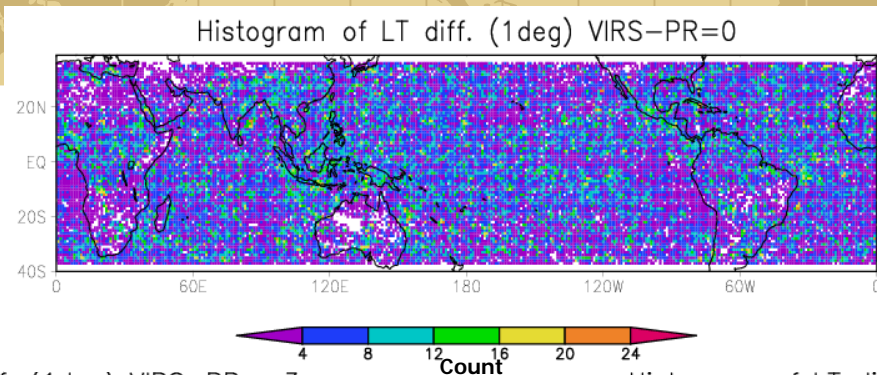 Histogram of LT diff. (1deg) VIRS-PR=0
20N
EQ
20S
40S
0 60E 120E 180 120W 60W 0
4 8 12 16 20 24
Count